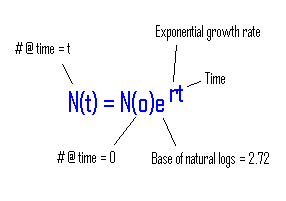 Exponential growth rate
# @ time = t
Time
N(t) = N(o)e^rt
# @ time = 0
Base of natural logs = 2.72